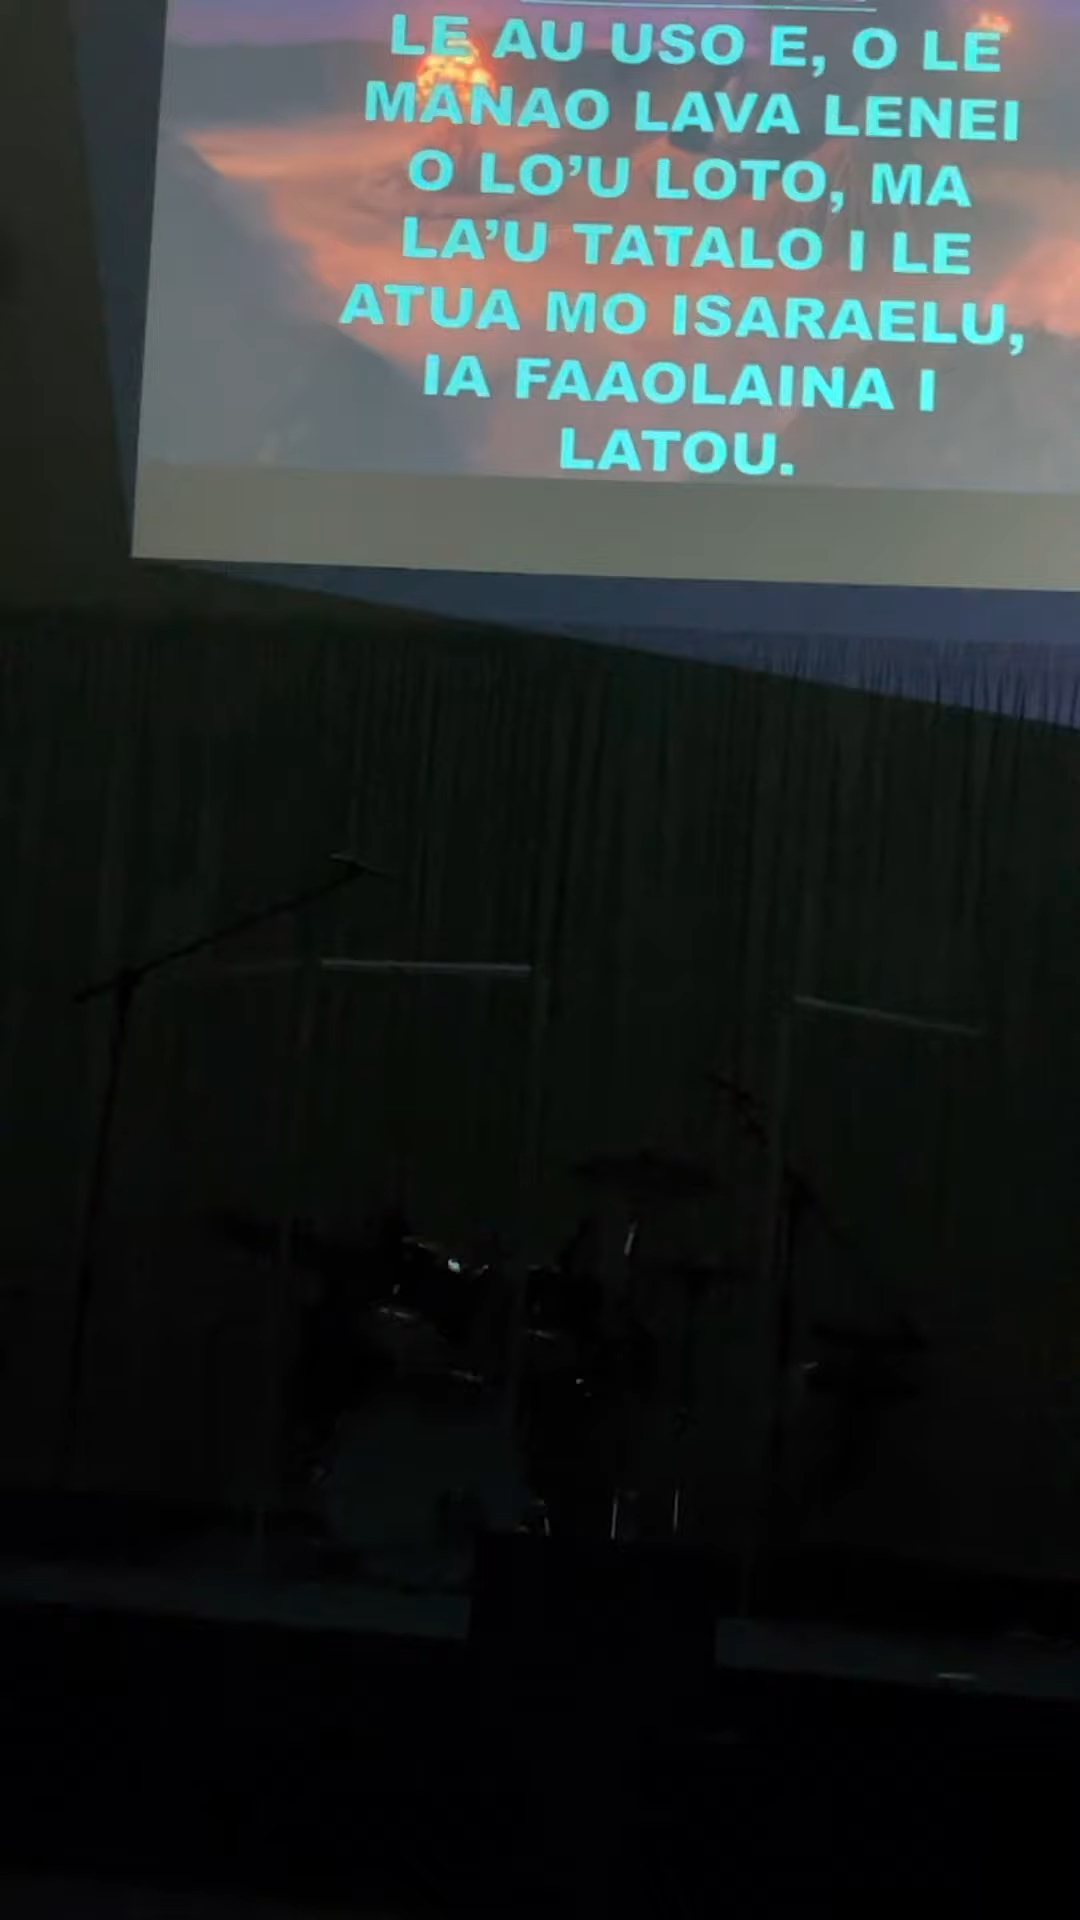 LE AU USO E, O LE
MANAO LAVA LENEI
O LO’U LOTO, MA
LA’U TATALO I LE
ATUA MO ISARAELU,
IA FAAOLAINA I
LATOU.